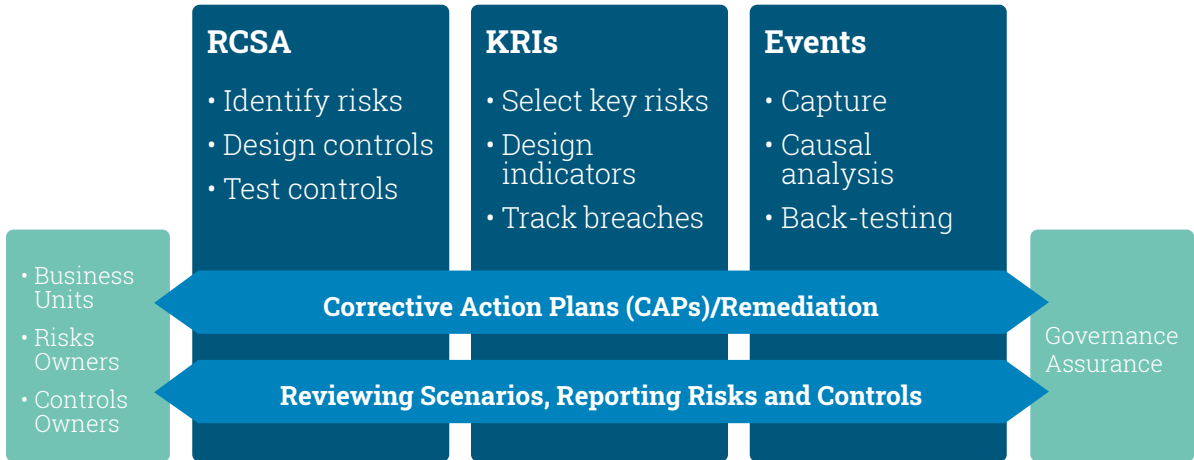 RCSA
• Identify risks
• Design controls
• Test controls
KRIs
• Select key risks
• Design
indicators
• Track breaches
Events
• Capture
• Causal
analysis
• Back-testing
• Business
Units
• Risks
Owners
• Controls
Owners
Corrective Action Plans (CAPs)/Remediation
Reviewing Scenarios, Reporting Risks and Controls
Governance
Assurance